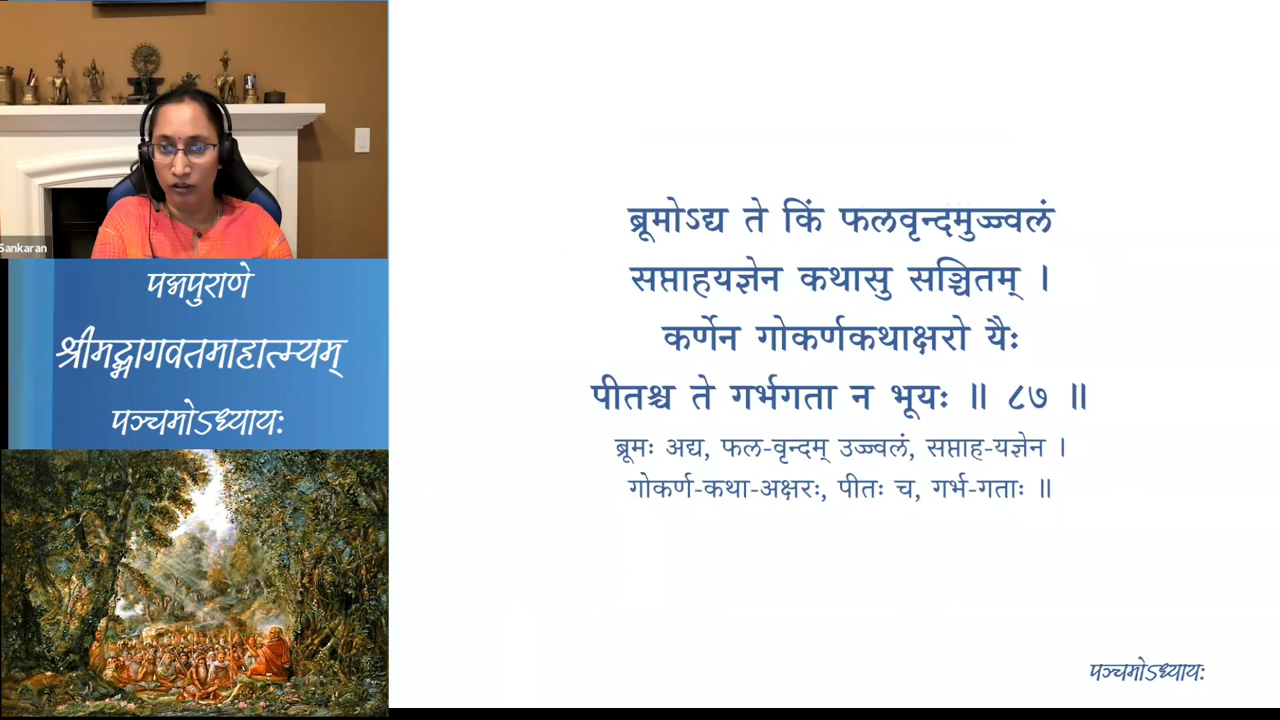 Sankaran
पद्मपुराणे
श्रीमद्भागवतमाहात्म्यम्
पञ्चमोऽध्यायः
ब्रूमोऽद्य ते किं फलवृन्दमुज्ज्वलं
सप्ताहयज्ञेन कथासु सञ्चितम् ।
कर्णेन गोकर्णकथाक्षरो यैः
पीतश्च ते गर्भगता न भूयः ॥ ८७ ॥
ब्रूमः अद्य, फल-वृन्दम् उज्ज्वलं, सप्ताह-यज्ञेन ।
गोकर्ण-कथा-अक्षरः, पीतः च, गर्भ-गताः ॥
पञ्चमोऽध्यायः